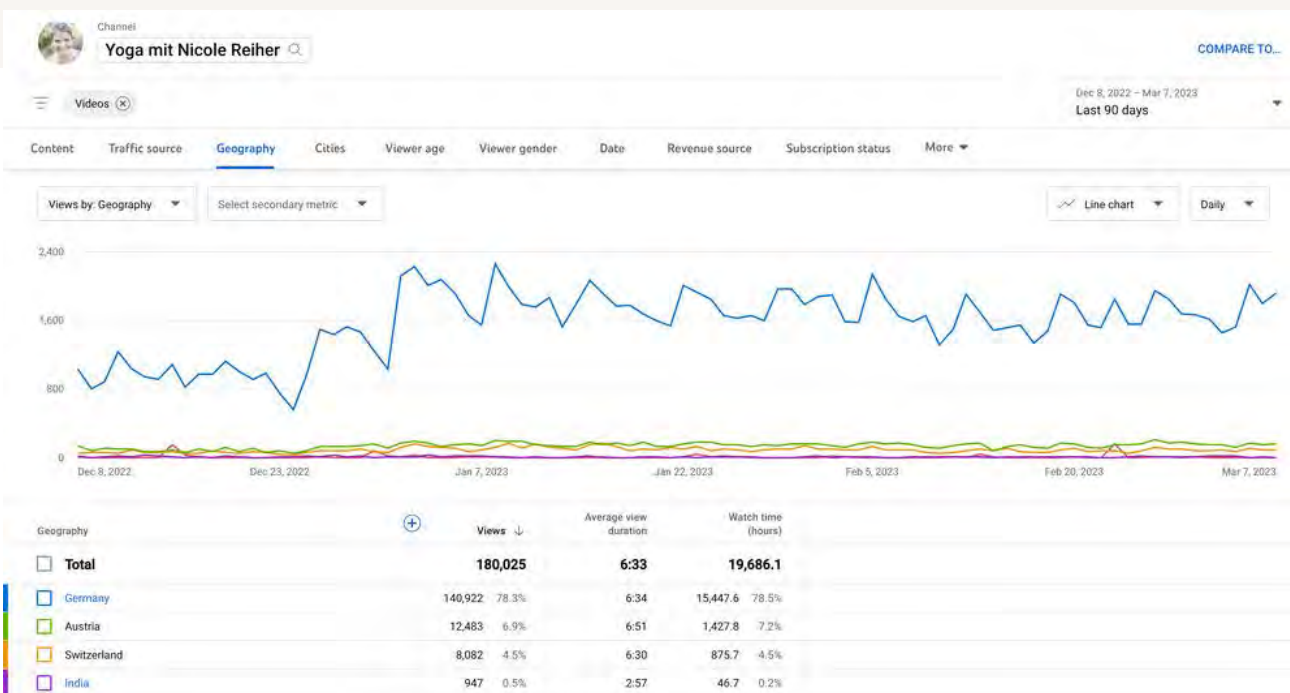 Channel
Yoga mit Nicole Reiher
COMPARE TO...
Dec 8, 2022 – Mar 7, 2023
Videos
Last 90 days
Content Traffic source Geography Cities Viewer age Viewer gender Date Revenue source Subscription status More
Views by: Geography Select secondary metric Line chart Daily
2,400
1,600
800
0
Dec 8, 2022 Dec 23, 2022 Jan 7, 2023 Jan 22, 2023 Feb 5, 2023 Feb 20, 2023 Mar 7, 2023
Geography Views Average view duration Watch time (hours)
Total 180,025 6:33 19,686.1
Germany 140,922 78.3% 6:34 15,447.6 78.5%
Austria 12,483 6.9% 6:51 1,427.8 7.2%
Switzerland 8,082 4.5% 6:30 875.7 4.5%
India 947 0.5% 2:57 46.7 0.2%